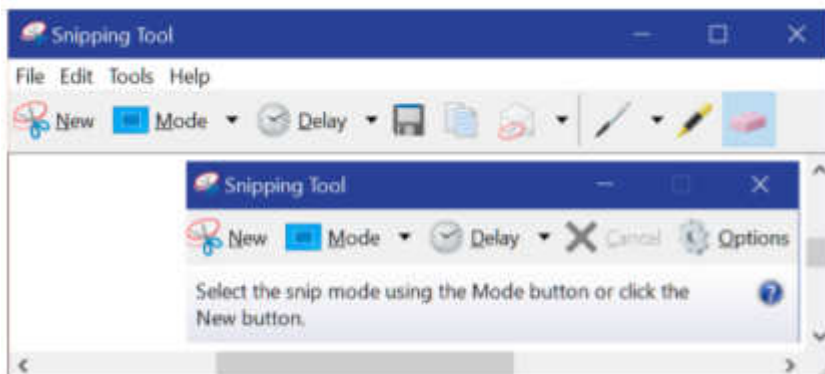 Snipping Tool
File Edit Tools Help
New Mode Delay
Snipping Tool
New Mode Delay Cancel Options
Select the snip mode using the Mode button or click the
New button.